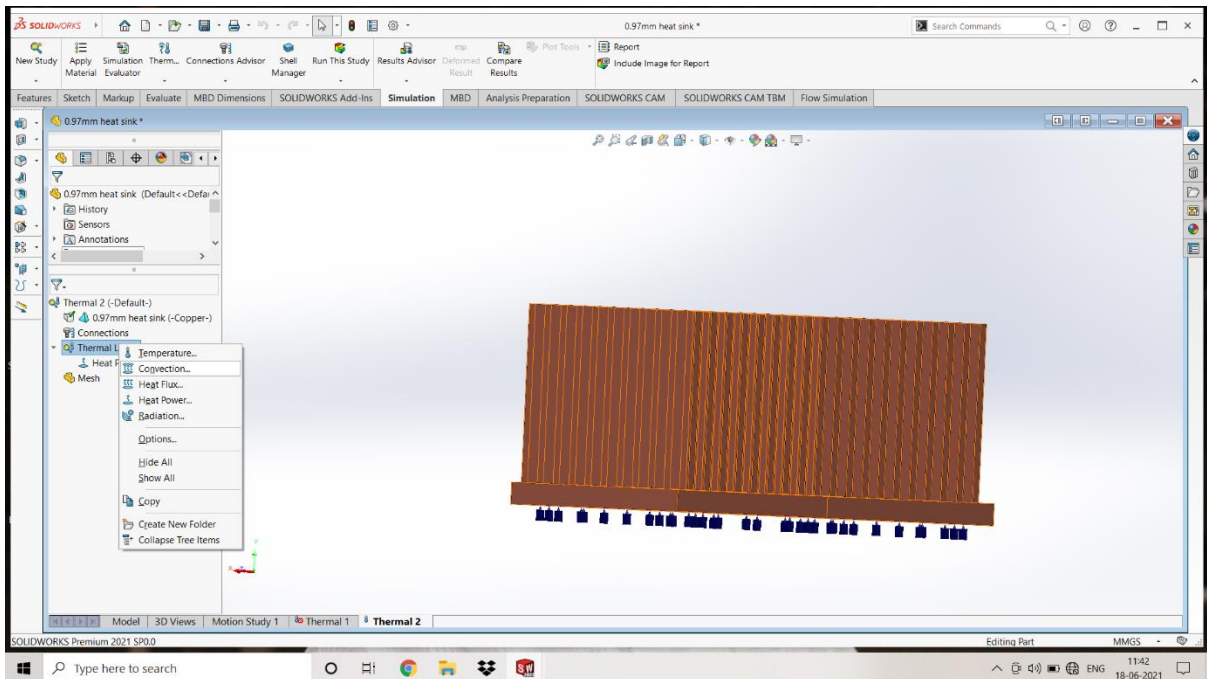 SOLIDWORKS
0.97mm heat sink *
Search Commands
New Study
Apply Material
Simulation Evaluator
Therm...
Connections Advisor
Shell Manager
Run This Study
Results Advisor
Deformed Result
Compare Results
Plot Tools
Report
Include Image for Report
Features Sketch Markup Evaluate MBD Dimensions SOLIDWORKS Add-Ins Simulation MBD Analysis Preparation SOLIDWORKS CAM SOLIDWORKS CAM TBM Flow Simulation
0.97mm heat sink *
0.97mm heat sink (Default<<Defau
History
Sensors
Annotations
Thermal 2 (-Default-)
0.97mm heat sink (-Copper-)
Connections
Thermal L
Heat P
Mesh
Temperature...
Convection...
Heat Flux...
Heat Power...
Radiation...
Options...
Hide All
Show All
Copy
Create New Folder
Collapse Tree Items
Model 3D Views Motion Study 1 Thermal 1 Thermal 2
SOLIDWORKS Premium 2021 SP0.0
Editing Part MMGS
Type here to search
ENG
11:42
18-06-2021